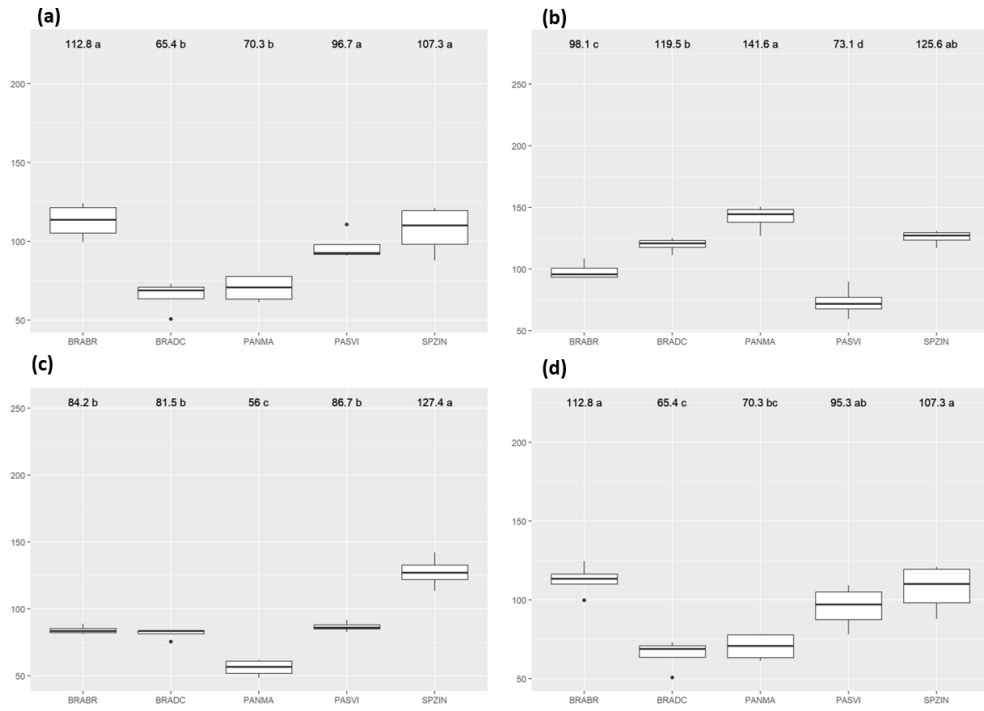 (a)
112.8 a 65.4 b 70.3 b 96.7 a 107.3 a
200
150
100
50
BRABR BRADC PANMA PASVI SPZIN
(b)
98.1 c 119.5 b 141.6 a 73.1 d 125.6 ab
250
200
150
100
50
BRABR BRADC PANMA PASVI SPZIN
(c)
84.2 b 81.5 b 56 c 86.7 b 127.4 a
250
200
150
100
50
BRABR BRADC PANMA PASVI SPZIN
(d)
112.8 a 65.4 c 70.3 bc 95.3 ab 107.3 a
200
150
100
50
BRABR BRADC PANMA PASVI SPZIN